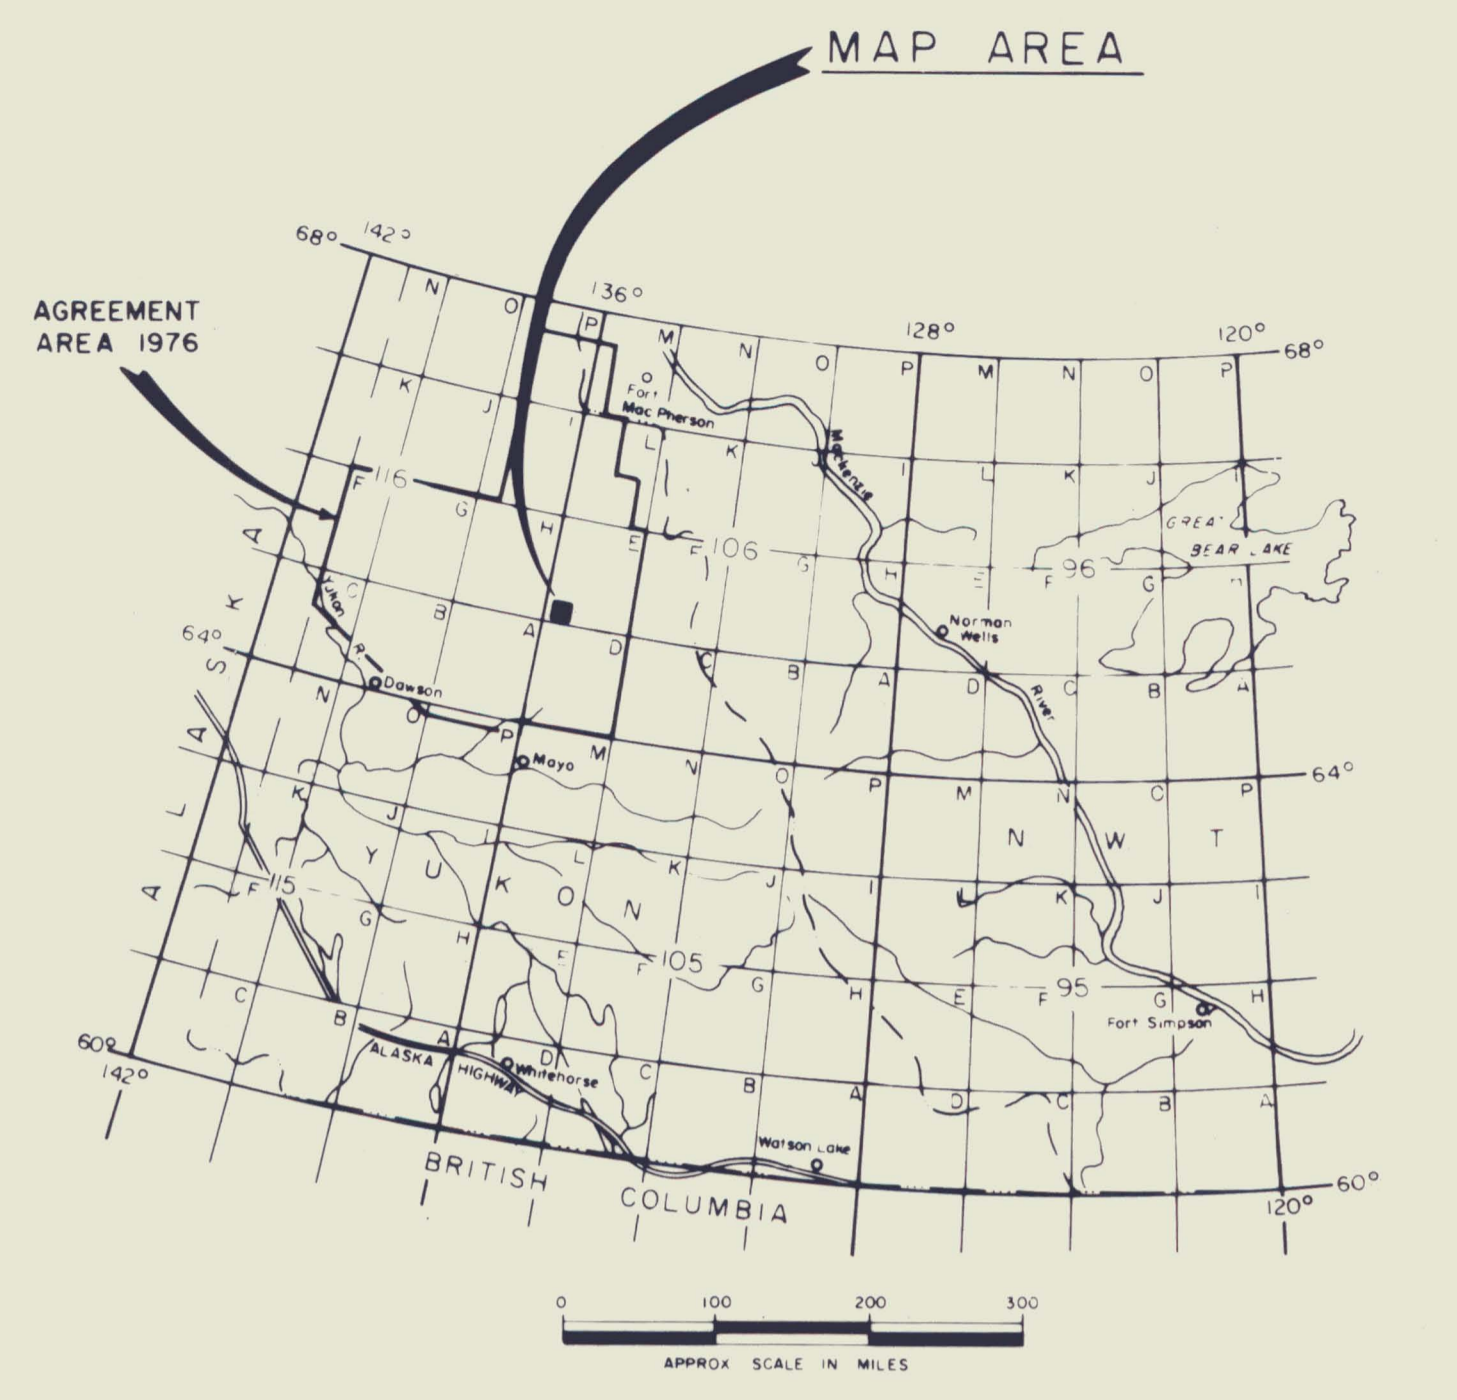 MAP AREA
68° 142°
136°
AGREEMENT
AREA 1976
128°
120°
68°
N O P M N O P M N O P
Fort
Mac Pherson
K J I L K J I L K J I
Mackenzie
F 116 G H E F 106 G H E F 96 G H
GREAT
BEAR LAKE
Yukon
R.
C B A D C B A D C B A
Norman
Wells
River
64°
Dawson
N O P M N O P M N O P
Mayo
64°
K J I L K J I L K J I
ALASKA
YUKON
N W T
F 115 G H E F 105 G H E F 95 G H
Fort Simpson
C B A D C B A D C B A
ALASKA HIGHWAY
Whitehorse
60°
142°
Watson Lake
BRITISH
COLUMBIA
60°
120°
0 100 200 300
APPROX SCALE IN MILES